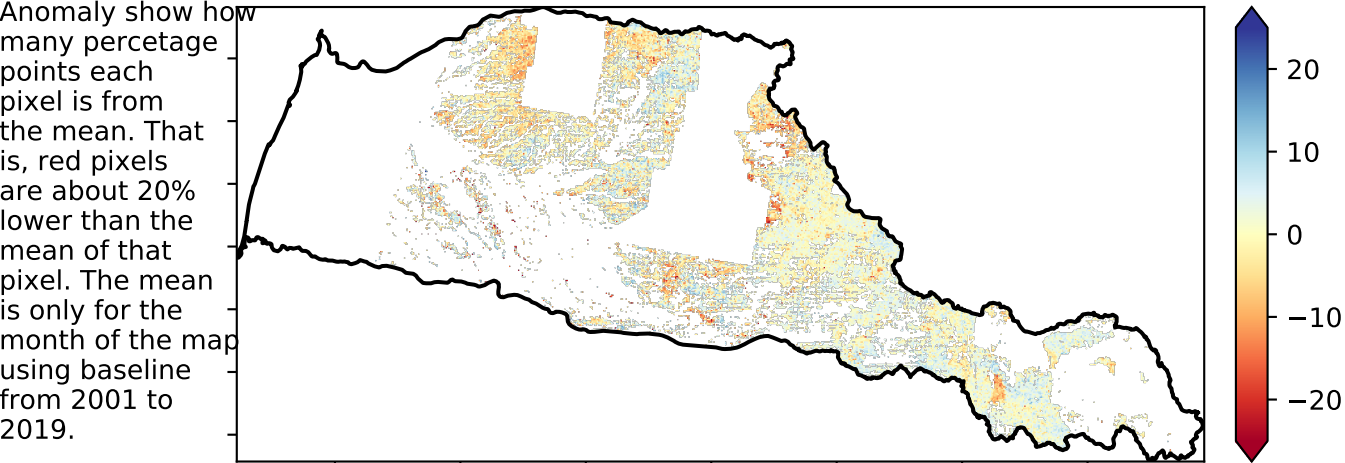 Anomaly show how
many percetage
points each
pixel is from
the mean. That
is, red pixels
are about 20%
lower than the
mean of that
pixel. The mean
is only for the
month of the map
using baseline
from 2001 to
2019.
20
10
0
−10
−20